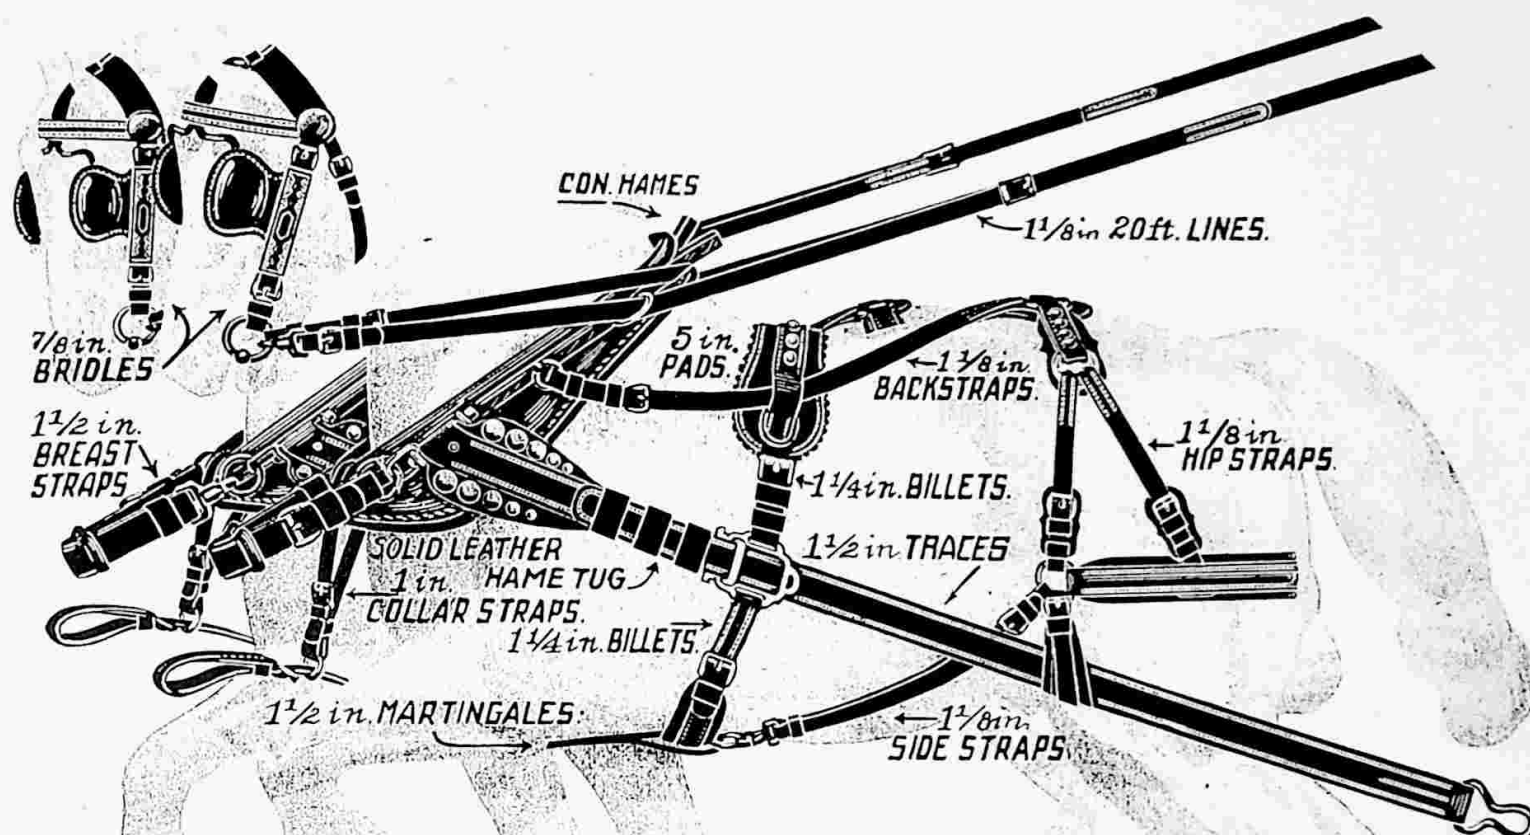 CON. HAMES
1 1/8 in 20 ft. LINES.
7/8 in.
BRIDLES
5 in.
PADS.
1 1/8 in.
BACKSTRAPS.
1 1/2 in.
BREAST
STRAPS
1 1/8 in.
HIP STRAPS.
1 1/4 in. BILLETS.
SOLID LEATHER
HAME TUG
1 1/2 in TRACES
1 in.
COLLAR STRAPS.
1 1/4 in. BILLETS.
1 1/2 in. MARTINGALES:
1 1/8 in.
SIDE STRAPS